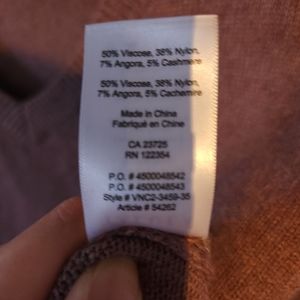 50% Viscose, 38% Nylon,
7% Angora, 5% Cashmere
50% Viscose, 38% Nylon,
7% Angora, 5% Cachemire
Made in China
Fabriqué en Chine
CA 23725
RN 122354
P.O. # 4500048542
P.O. # 4500048543
Style # VNC2-3459-35
Article # 54262